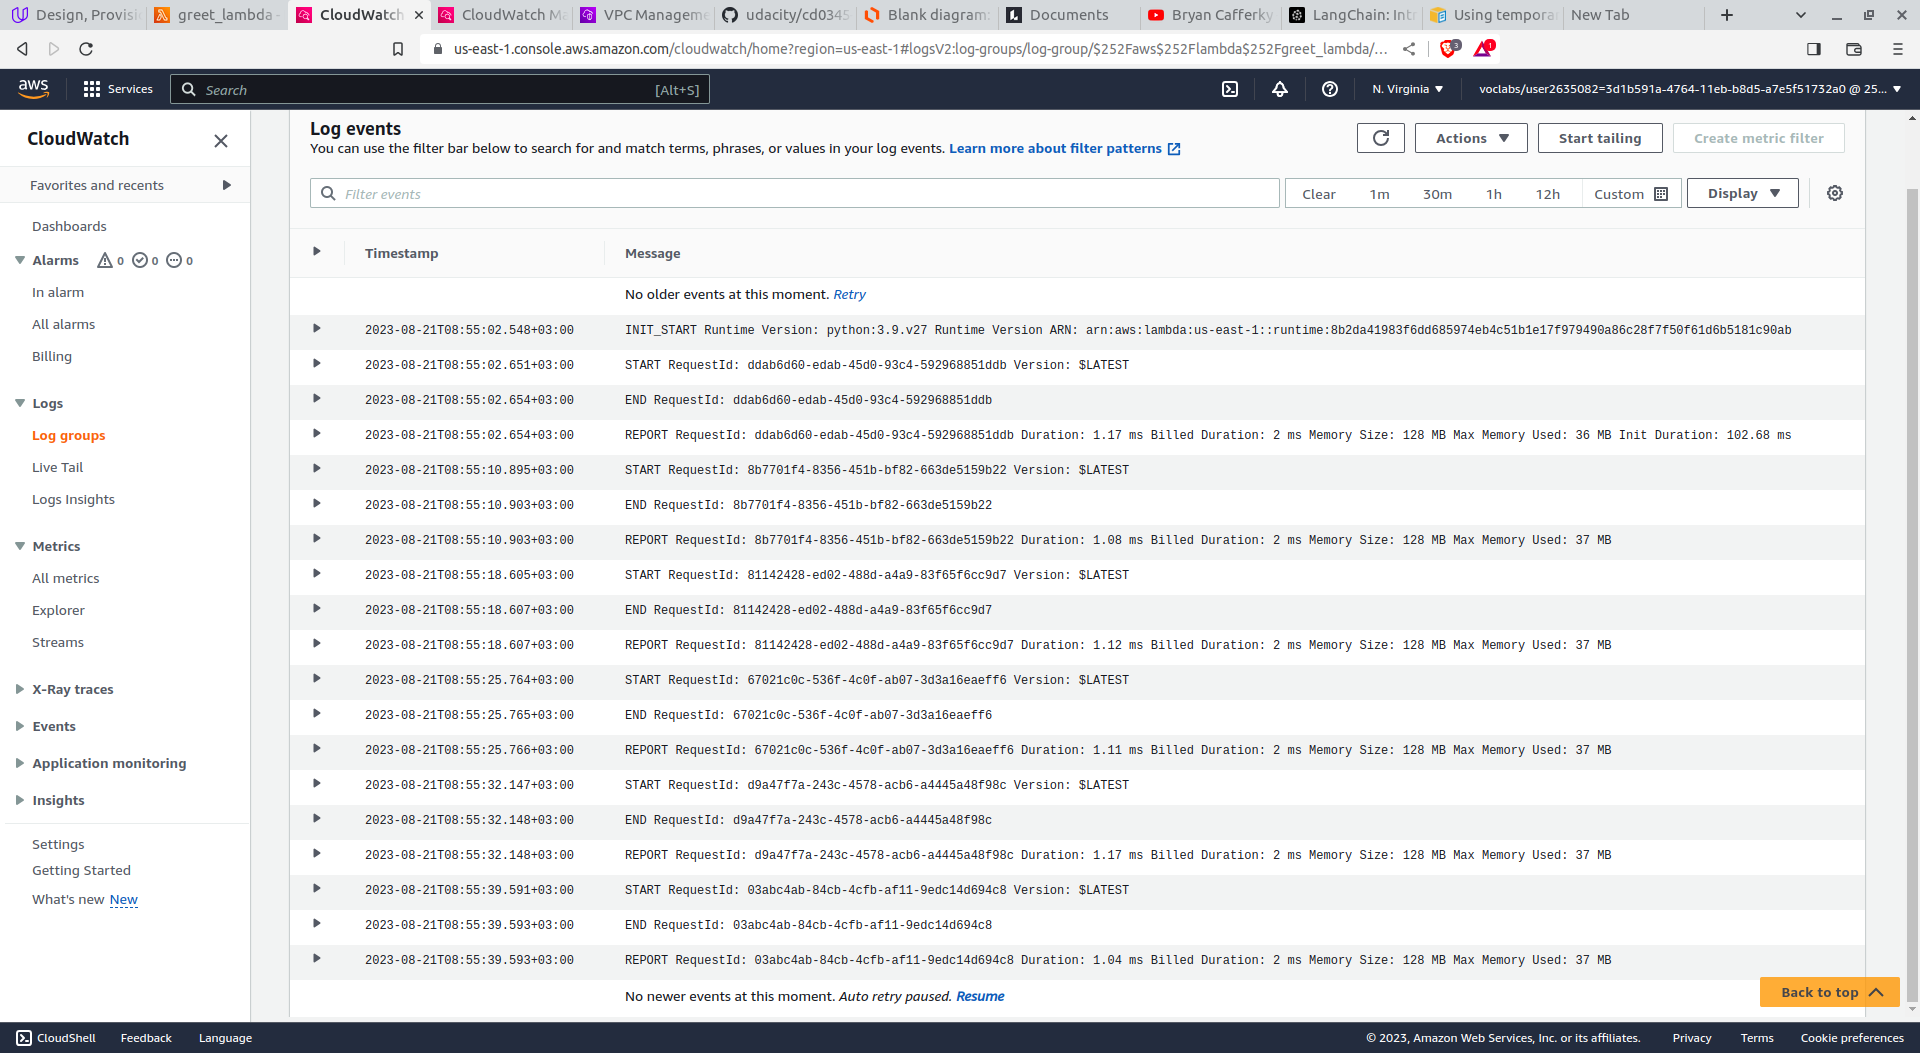 Design, Provisi
greet_lambda -
CloudWatch
CloudWatch Ma
VPC Manageme
udacity/cd0345
Blank diagram:
Documents
Bryan Cafferky
LangChain: Intr
Using tempora
New Tab
us-east-1.console.aws.amazon.com/cloudwatch/home?region=us-east-1#logsV2:log-groups/log-group/$252Faws$252Flambda$252Fgreet_lambda/...
3
1
aws
Services
Search
[Alt+S]
N. Virginia
voclabs/user2635082=3d1b591a-4764-11eb-b8d5-a7e5f51732a0 @ 25...
CloudWatch
Favorites and recents
Dashboards
Alarms 0 0 0
In alarm
All alarms
Billing
Logs
Log groups
Live Tail
Logs Insights
Metrics
All metrics
Explorer
Streams
X-Ray traces
Events
Application monitoring
Insights
Settings
Getting Started
What's new New
Log events
You can use the filter bar below to search for and match terms, phrases, or values in your log events. Learn more about filter patterns
Actions
Start tailing
Create metric filter
Filter events
Clear 1m 30m 1h 12h Custom
Display
Timestamp Message
No older events at this moment. Retry
2023-08-21T08:55:02.548+03:00 INIT_START Runtime Version: python:3.9.v27 Runtime Version ARN: arn:aws:lambda:us-east-1::runtime:8b2da41983f6dd685974eb4c51b1e17f979490a86c28f7f50f61d6b5181c90ab
2023-08-21T08:55:02.651+03:00 START RequestId: ddab6d60-edab-45d0-93c4-592968851ddb Version: $LATEST
2023-08-21T08:55:02.654+03:00 END RequestId: ddab6d60-edab-45d0-93c4-592968851ddb
2023-08-21T08:55:02.654+03:00 REPORT RequestId: ddab6d60-edab-45d0-93c4-592968851ddb Duration: 1.17 ms Billed Duration: 2 ms Memory Size: 128 MB Max Memory Used: 36 MB Init Duration: 102.68 ms
2023-08-21T08:55:10.895+03:00 START RequestId: 8b7701f4-8356-451b-bf82-663de5159b22 Version: $LATEST
2023-08-21T08:55:10.903+03:00 END RequestId: 8b7701f4-8356-451b-bf82-663de5159b22
2023-08-21T08:55:10.903+03:00 REPORT RequestId: 8b7701f4-8356-451b-bf82-663de5159b22 Duration: 1.08 ms Billed Duration: 2 ms Memory Size: 128 MB Max Memory Used: 37 MB
2023-08-21T08:55:18.605+03:00 START RequestId: 81142428-ed02-488d-a4a9-83f65f6cc9d7 Version: $LATEST
2023-08-21T08:55:18.607+03:00 END RequestId: 81142428-ed02-488d-a4a9-83f65f6cc9d7
2023-08-21T08:55:18.607+03:00 REPORT RequestId: 81142428-ed02-488d-a4a9-83f65f6cc9d7 Duration: 1.12 ms Billed Duration: 2 ms Memory Size: 128 MB Max Memory Used: 37 MB
2023-08-21T08:55:25.764+03:00 START RequestId: 67021c0c-536f-4c0f-ab07-3d3a16eaeff6 Version: $LATEST
2023-08-21T08:55:25.765+03:00 END RequestId: 67021c0c-536f-4c0f-ab07-3d3a16eaeff6
2023-08-21T08:55:25.766+03:00 REPORT RequestId: 67021c0c-536f-4c0f-ab07-3d3a16eaeff6 Duration: 1.11 ms Billed Duration: 2 ms Memory Size: 128 MB Max Memory Used: 37 MB
2023-08-21T08:55:32.147+03:00 START RequestId: d9a47f7a-243c-4578-acb6-a4445a48f98c Version: $LATEST
2023-08-21T08:55:32.148+03:00 END RequestId: d9a47f7a-243c-4578-acb6-a4445a48f98c
2023-08-21T08:55:32.148+03:00 REPORT RequestId: d9a47f7a-243c-4578-acb6-a4445a48f98c Duration: 1.17 ms Billed Duration: 2 ms Memory Size: 128 MB Max Memory Used: 37 MB
2023-08-21T08:55:39.591+03:00 START RequestId: 03abc4ab-84cb-4cfb-af11-9edc14d694c8 Version: $LATEST
2023-08-21T08:55:39.593+03:00 END RequestId: 03abc4ab-84cb-4cfb-af11-9edc14d694c8
2023-08-21T08:55:39.593+03:00 REPORT RequestId: 03abc4ab-84cb-4cfb-af11-9edc14d694c8 Duration: 1.04 ms Billed Duration: 2 ms Memory Size: 128 MB Max Memory Used: 37 MB
No newer events at this moment. Auto retry paused. Resume
Back to top
CloudShell Feedback Language
© 2023, Amazon Web Services, Inc. or its affiliates. Privacy Terms Cookie preferences